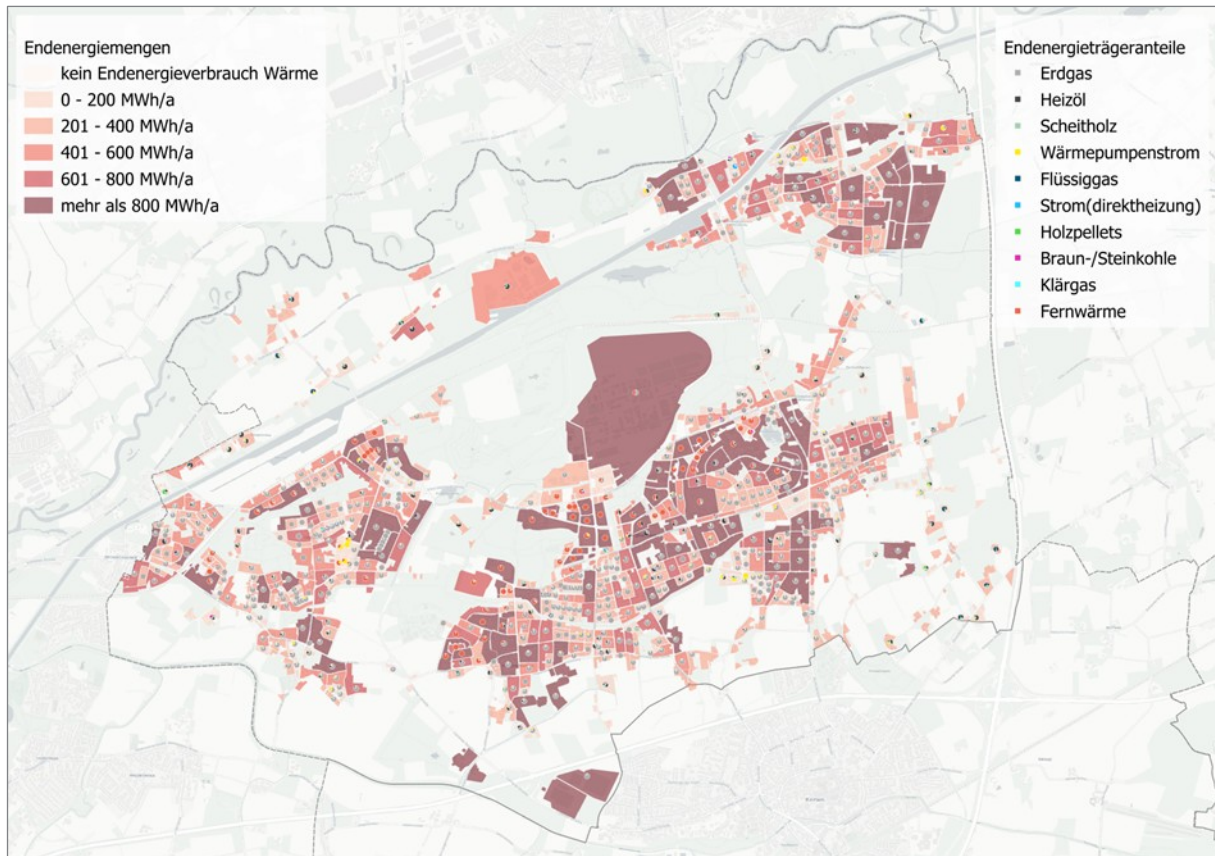 Endenergiemengen
kein Endenergieverbrauch Wärme
0 - 200 MWh/a
201 - 400 MWh/a
401 - 600 MWh/a
601 - 800 MWh/a
mehr als 800 MWh/a
Endenergieträgeranteile
Erdgas
Heizöl
Scheitholz
Wärmepumpenstrom
Flüssiggas
Strom(direktheizung)
Holzpellets
Braun-/Steinkohle
Klärgas
Fernwärme